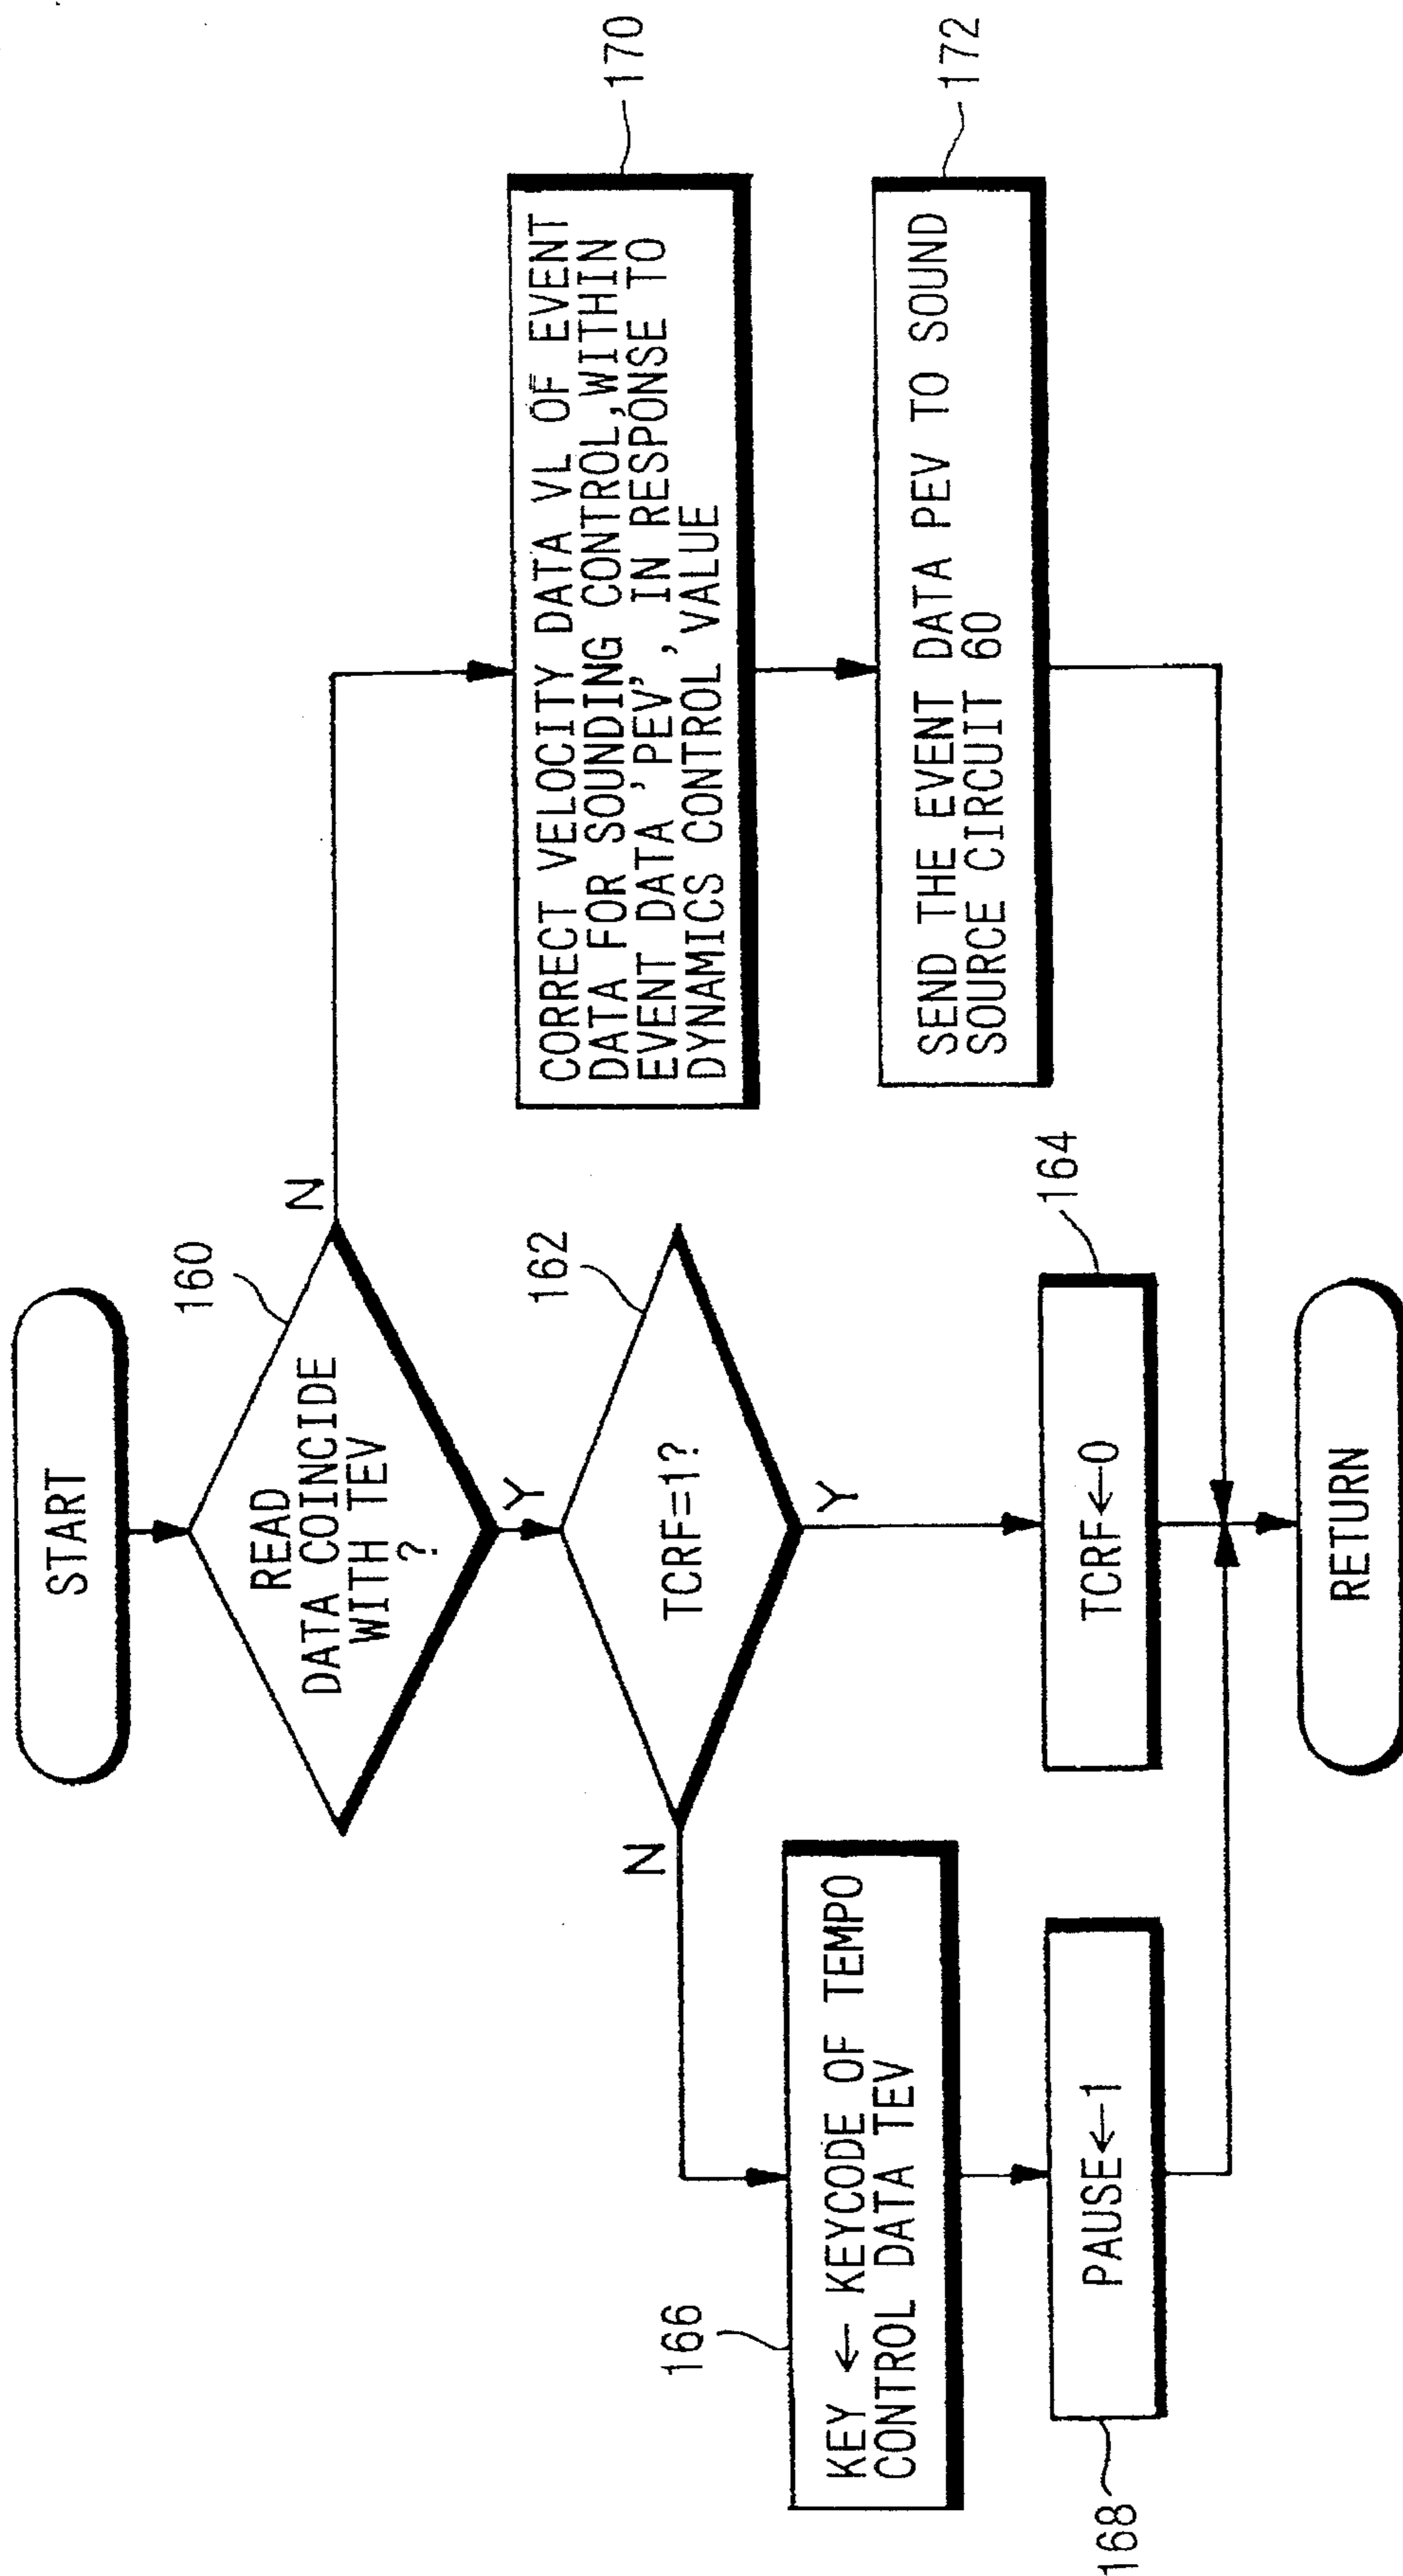 START
160
READ
DATA COINCIDE
WITH TEV
?
N
Y
162
TCRF=1?
N
Y
170
CORRECT VELOCITY DATA VL OF EVENT
DATA FOR SOUNDING CONTROL,WITHIN
EVENT DATA 'PEV', IN RESPONSE TO
DYNAMICS CONTROL VALUE
172
SEND THE EVENT DATA PEV TO SOUND
SOURCE CIRCUIT 60
166
KEY ← KEYCODE OF TEMPO
CONTROL DATA TEV
168
PAUSE←1
164
TCRF←0
RETURN